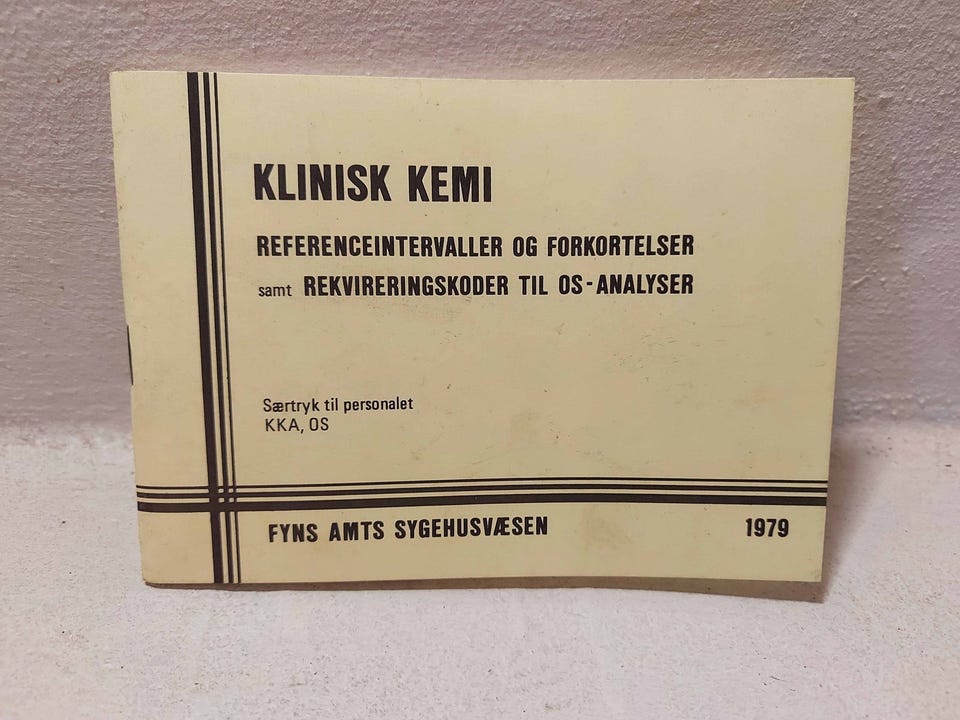 KLINISK KEMI
REFERENCEINTERVALLER OG FORKORTELSER
samt REKVIRERINGSKODER TIL OS-ANALYSER
Særtryk til personalet
KKA, OS
FYNS AMTS SYGEHUSVÆSEN 1979